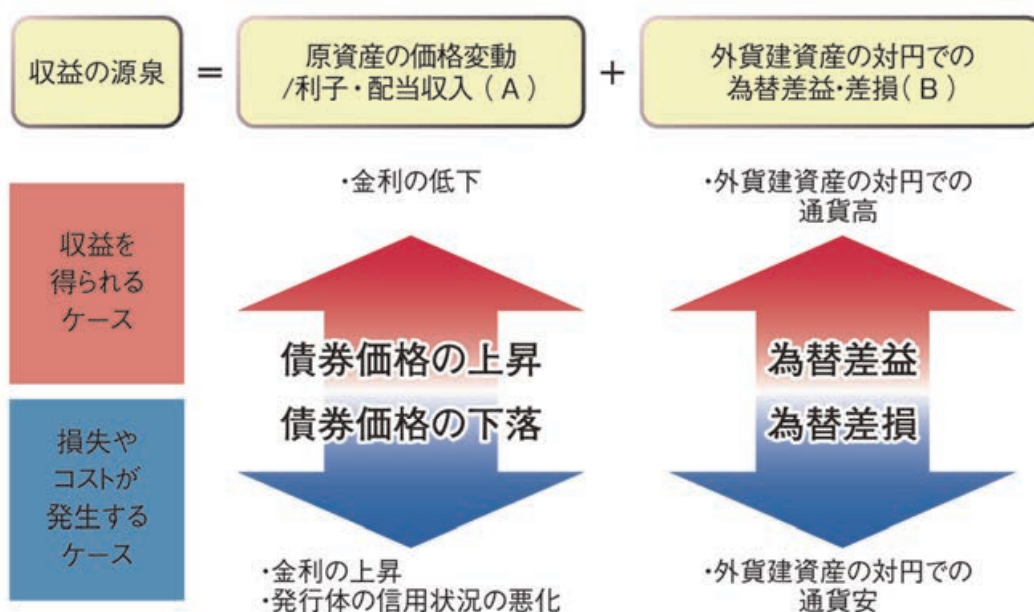 収益の源泉
=
原資産の価格変動
/利子・配当収入(A)
+
外貨建資産の対円での
為替差益・差損(B)
収益を
得られる
ケース
・金利の低下
債券価格の上昇
・外貨建資産の対円での
通貨高
為替差益
損失や
コストが
発生する
ケース
債券価格の下落
・金利の上昇
・発行体の信用状況の悪化
為替差損
・外貨建資産の対円での
通貨安